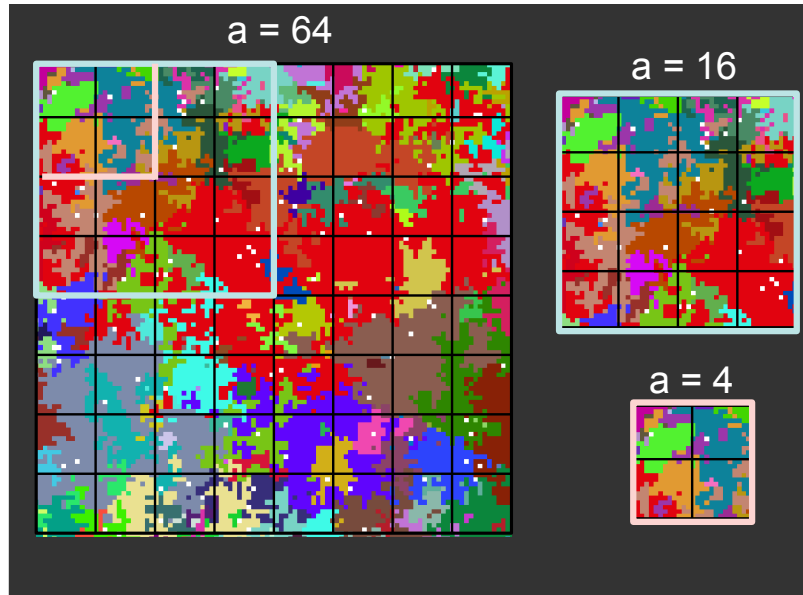 a = 64
a = 16
a = 4